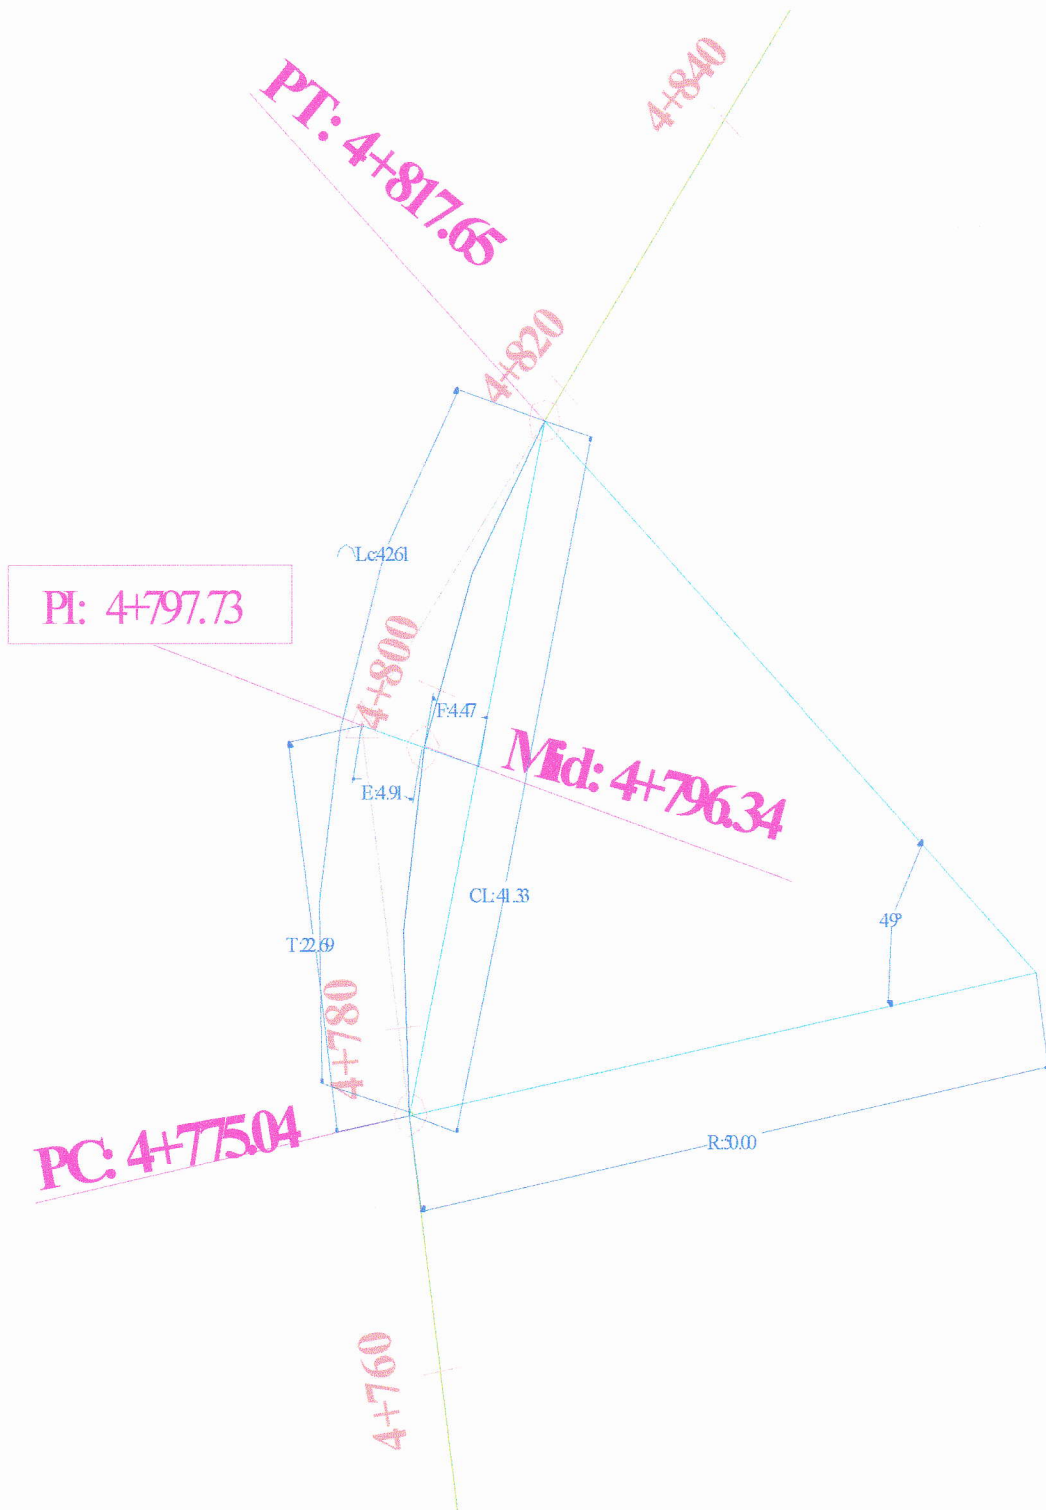 4+840
PT: 4+817.65
4+820
Lc:42.61
PI: 4+797.73
4+800
F:4.47
Mid: 4+796.34
E:4.91
CL:41.33
49°
T:22.69
4+780
PC: 4+775.04
R:50.00
4+760